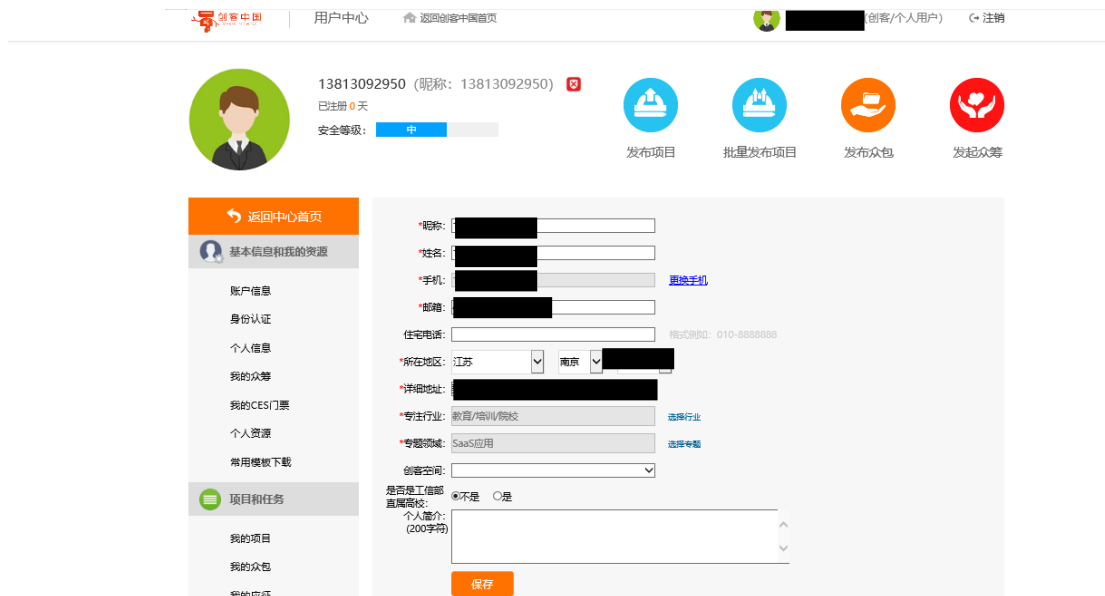 创客中国
用户中心
返回创客中国首页
(创客/个人用户)
注销
13813092950 (昵称：13813092950)
已注册 0 天
安全等级：
中
发布项目
批量发布项目
发布众包
发起众筹
返回中心首页
基本信息和我的资源
账户信息
身份认证
个人信息
我的众筹
我的CES门票
个人资源
常用模板下载
项目和任务
我的项目
我的众包
我的应征
*昵称：
*姓名：
*手机：
更换手机
*邮箱：
住宅电话：
格式例如：010-8888888
*所在地区：
江苏
南京
*详细地址：
*专注行业：
教育/培训/院校
选择行业
*专题领域：
SaaS应用
选择专题
创客空间：
是否是工信部
直属高校：
不是
是
个人简介：
(200字符)
保存